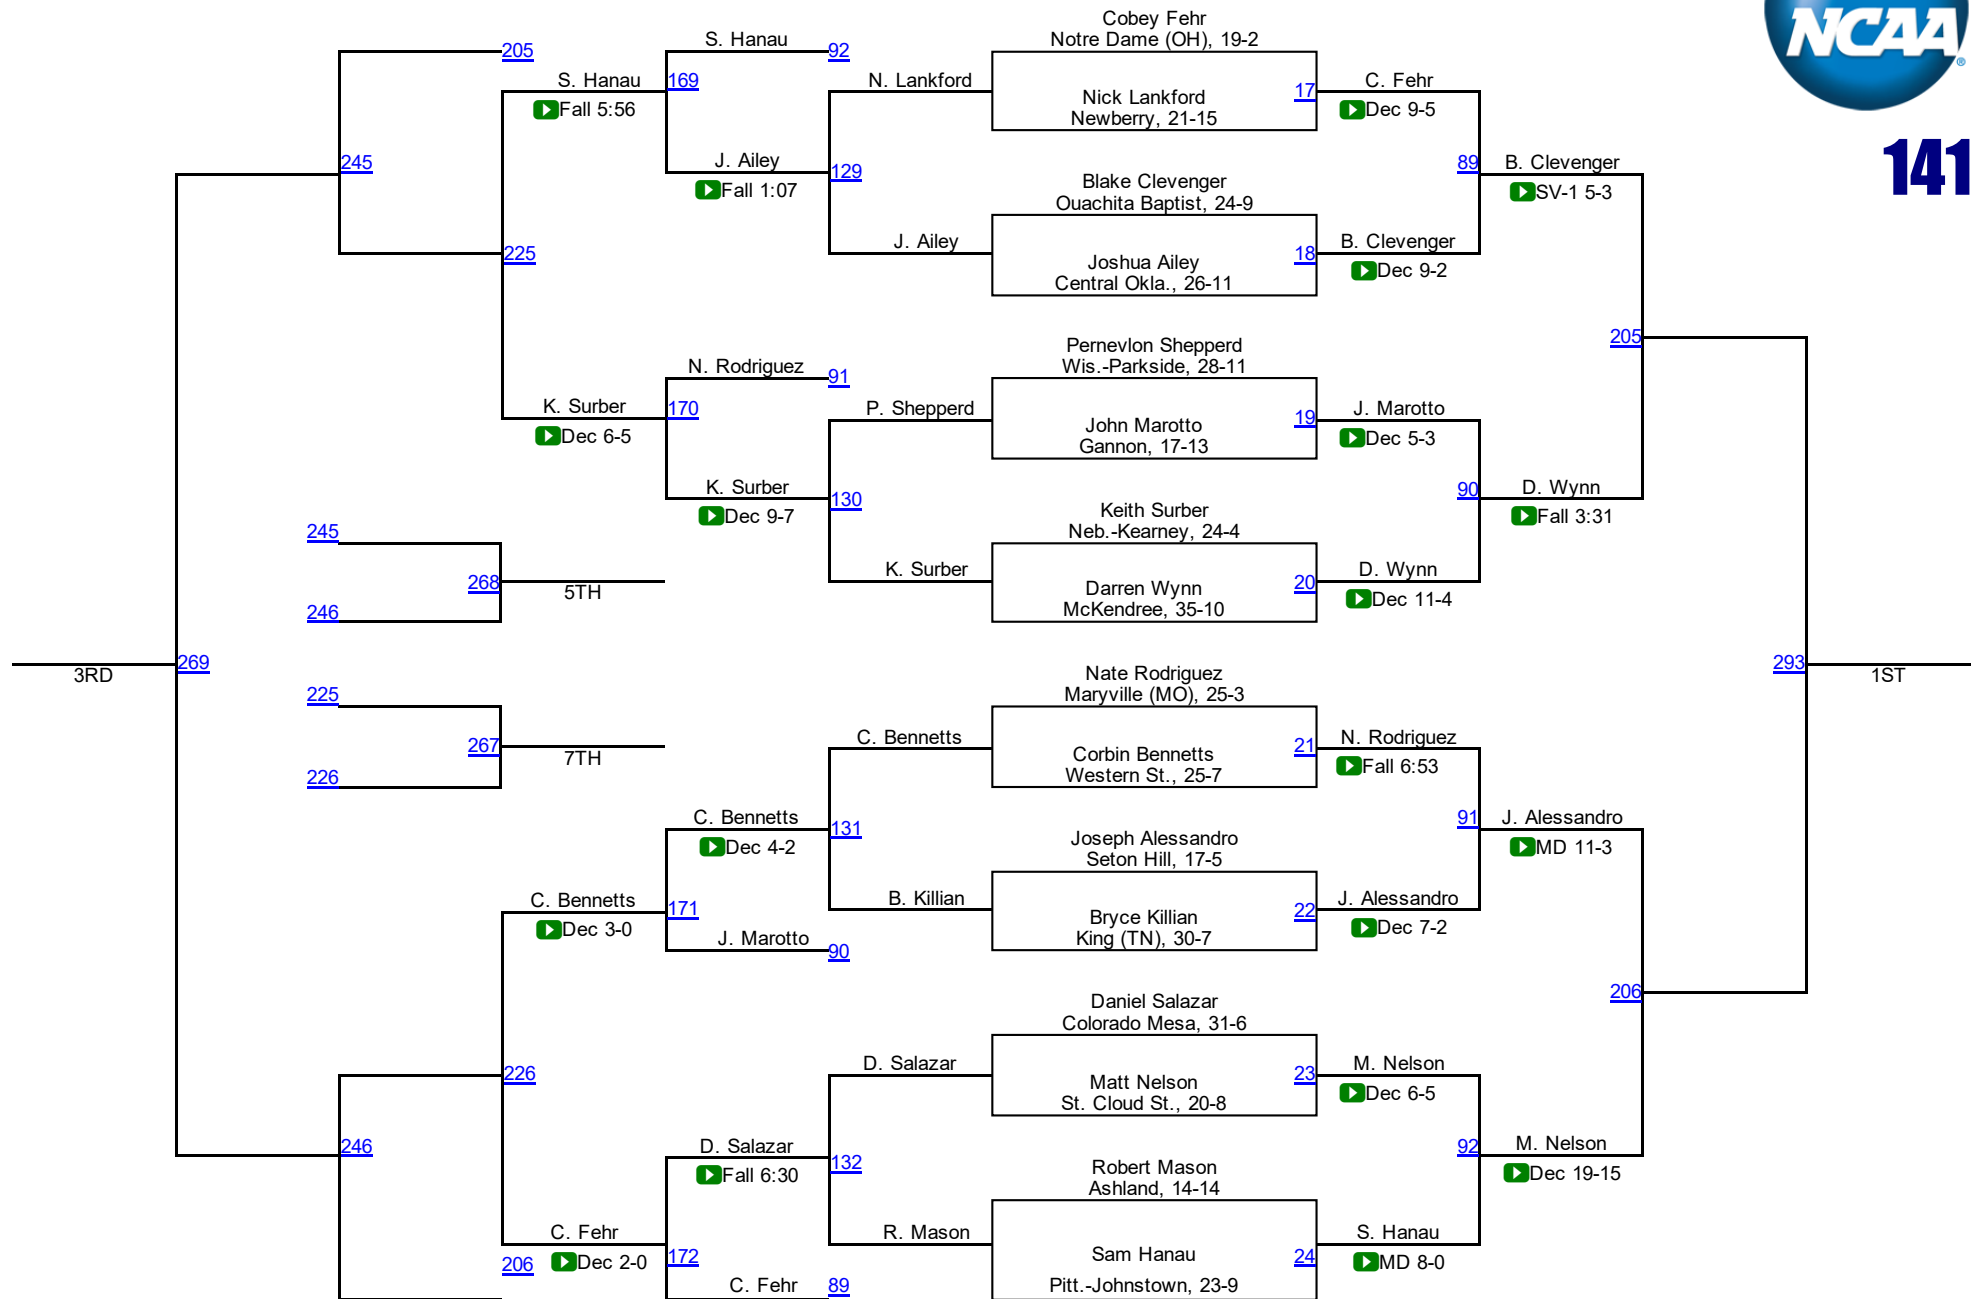 NCAA
®
141
Cobey Fehr
Notre Dame (OH), 19-2
Nick Lankford
Newberry, 21-15
17
Blake Clevenger
Ouachita Baptist, 24-9
Joshua Ailey
Central Okla., 26-11
18
Pernevlon Shepperd
Wis.-Parkside, 28-11
John Marotto
Gannon, 17-13
19
Keith Surber
Neb.-Kearney, 24-4
Darren Wynn
McKendree, 35-10
20
Nate Rodriguez
Maryville (MO), 25-3
Corbin Bennetts
Western St., 25-7
21
Joseph Alessandro
Seton Hill, 17-5
Bryce Killian
King (TN), 30-7
22
Daniel Salazar
Colorado Mesa, 31-6
Matt Nelson
St. Cloud St., 20-8
23
Robert Mason
Ashland, 14-14
Sam Hanau
Pitt.-Johnstown, 23-9
24
C. Fehr
Dec 9-5
89
B. Clevenger
Dec 9-2
J. Marotto
Dec 5-3
90
D. Wynn
Dec 11-4
N. Rodriguez
Fall 6:53
91
J. Alessandro
Dec 7-2
M. Nelson
Dec 6-5
92
S. Hanau
MD 8-0
B. Clevenger
SV-1 5-3
205
D. Wynn
Fall 3:31
J. Alessandro
MD 11-3
206
M. Nelson
Dec 19-15
293
1ST
N. Lankford
129
J. Ailey
P. Shepperd
130
K. Surber
C. Bennetts
131
B. Killian
D. Salazar
132
R. Mason
S. Hanau
92
169
J. Ailey
Fall 1:07
N. Rodriguez
91
170
K. Surber
Dec 9-7
C. Bennetts
Dec 4-2
171
J. Marotto
90
D. Salazar
Fall 6:30
172
C. Fehr
89
205
S. Hanau
Fall 5:56
225
K. Surber
Dec 6-5
C. Bennetts
Dec 3-0
226
C. Fehr
Dec 2-0
206
245
246
245
268
5TH
246
225
267
7TH
226
269
3RD